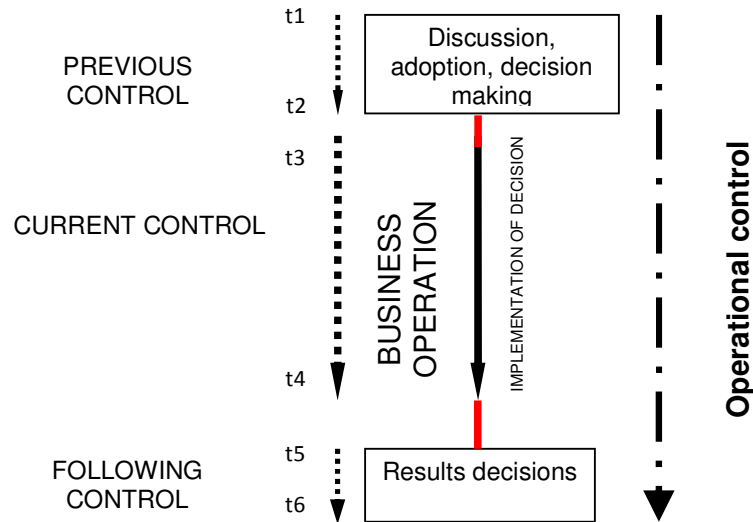 t1
Discussion,
adoption, decision
making
PREVIOUS
CONTROL
t2
t3
CURRENT CONTROL
BUSINESS
OPERATION
IMPLEMENTATION OF DECISION
Operational control
t4
t5
Results decisions
FOLLOWING
CONTROL
t6